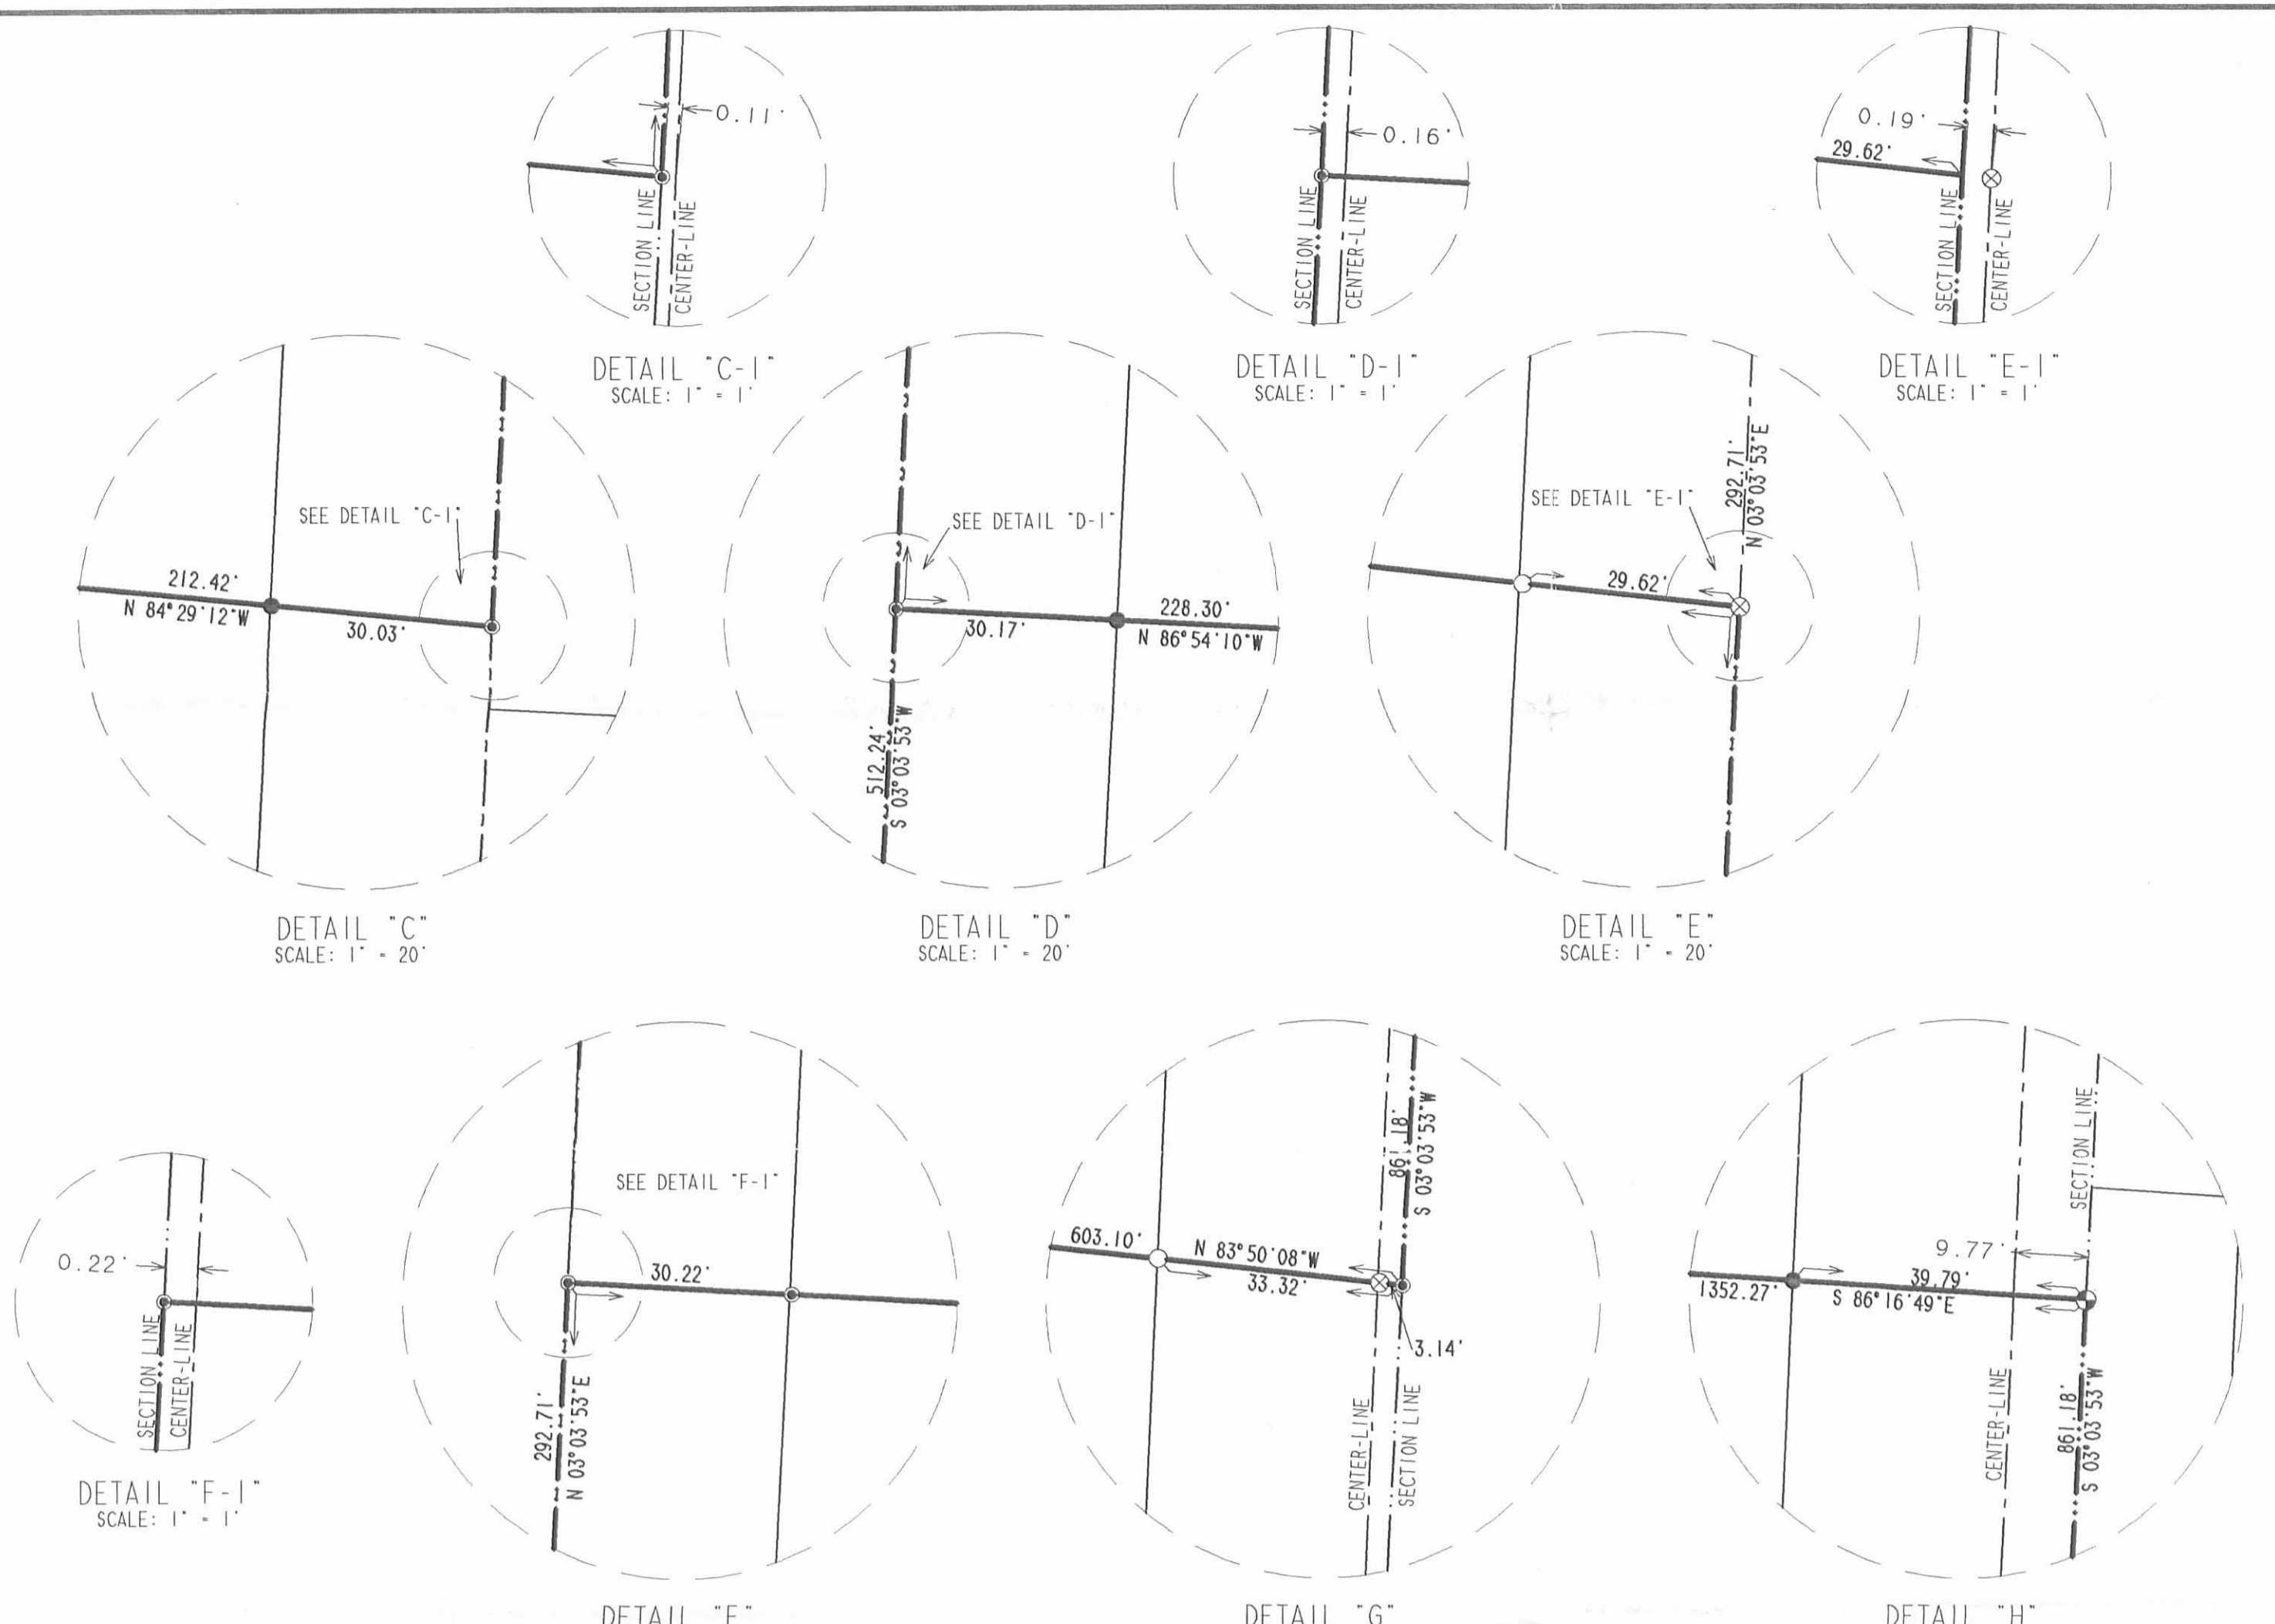 0.11'
SECTION LINE
CENTER-LINE
DETAIL "C-1"
SCALE: 1" = 1'
0.16'
SECTION LINE
CENTER-LINE
DETAIL "D-1"
SCALE: 1" = 1'
0.19'
29.62'
SECTION LINE
CENTER-LINE
DETAIL "E-1"
SCALE: 1" = 1'
SEE DETAIL "C-1"
212.42'
N 84°29'12"W
30.03'
DETAIL "C"
SCALE: 1" = 20'
SEE DETAIL "D-1"
30.17'
228.30'
N 86°54'10"W
512.24'
S 03°03'53"W
DETAIL "D"
SCALE: 1" = 20'
292.71'
N 03°03'53"E
SEE DETAIL "E-1"
29.62'
DETAIL "E"
SCALE: 1" = 20'
0.22'
SECTION LINE
CENTER-LINE
DETAIL "F-1"
SCALE: 1" = 1'
SEE DETAIL "F-1"
30.22'
292.71'
N 03°03'53"E
DETAIL "F"
861.18'
S 03°03'53"W
603.10'
N 83°50'08"W
33.32'
3.14'
CENTER-LINE
SECTION LINE
DETAIL "G"
SECTION LINE
9.77'
39.79'
1352.27'
S 86°16'49"E
CENTER-LINE
861.18'
S 03°03'53"W
DETAIL "H"